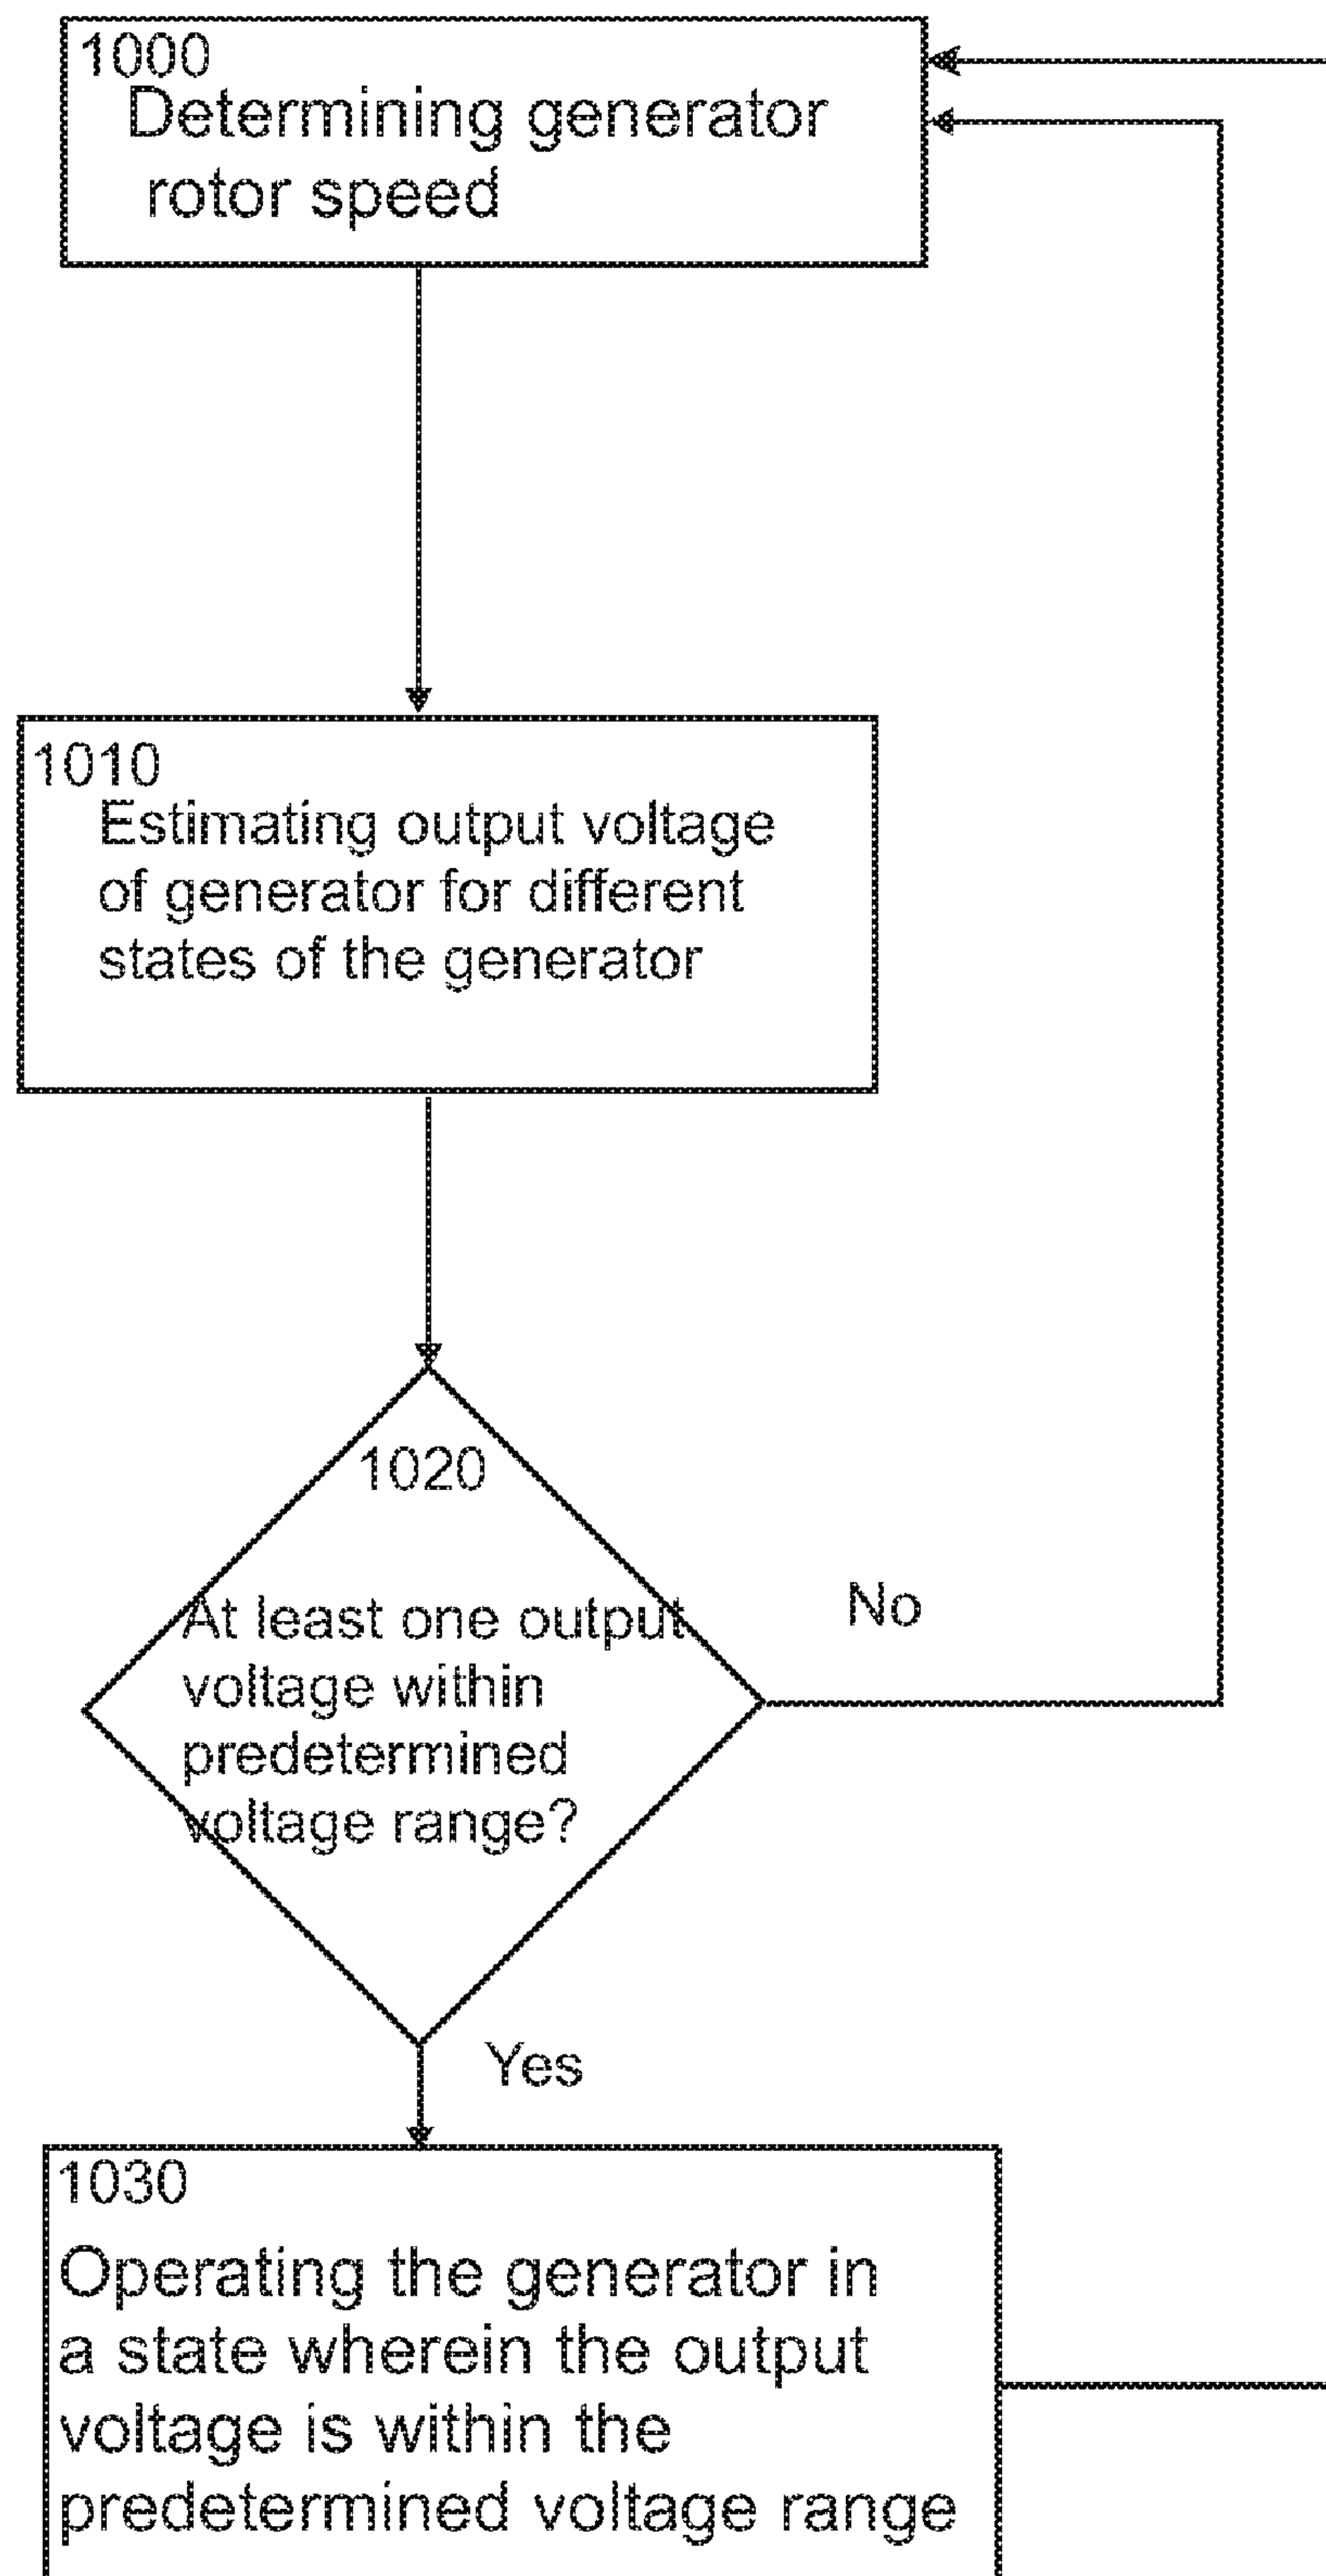 1000
Determining generator
rotor speed
1010
Estimating output voltage
of generator for different
states of the generator
1020
At least one output
voltage within
predetermined
voltage range?
No
Yes
1030
Operating the generator in
a state wherein the output
voltage is within the
predetermined voltage range